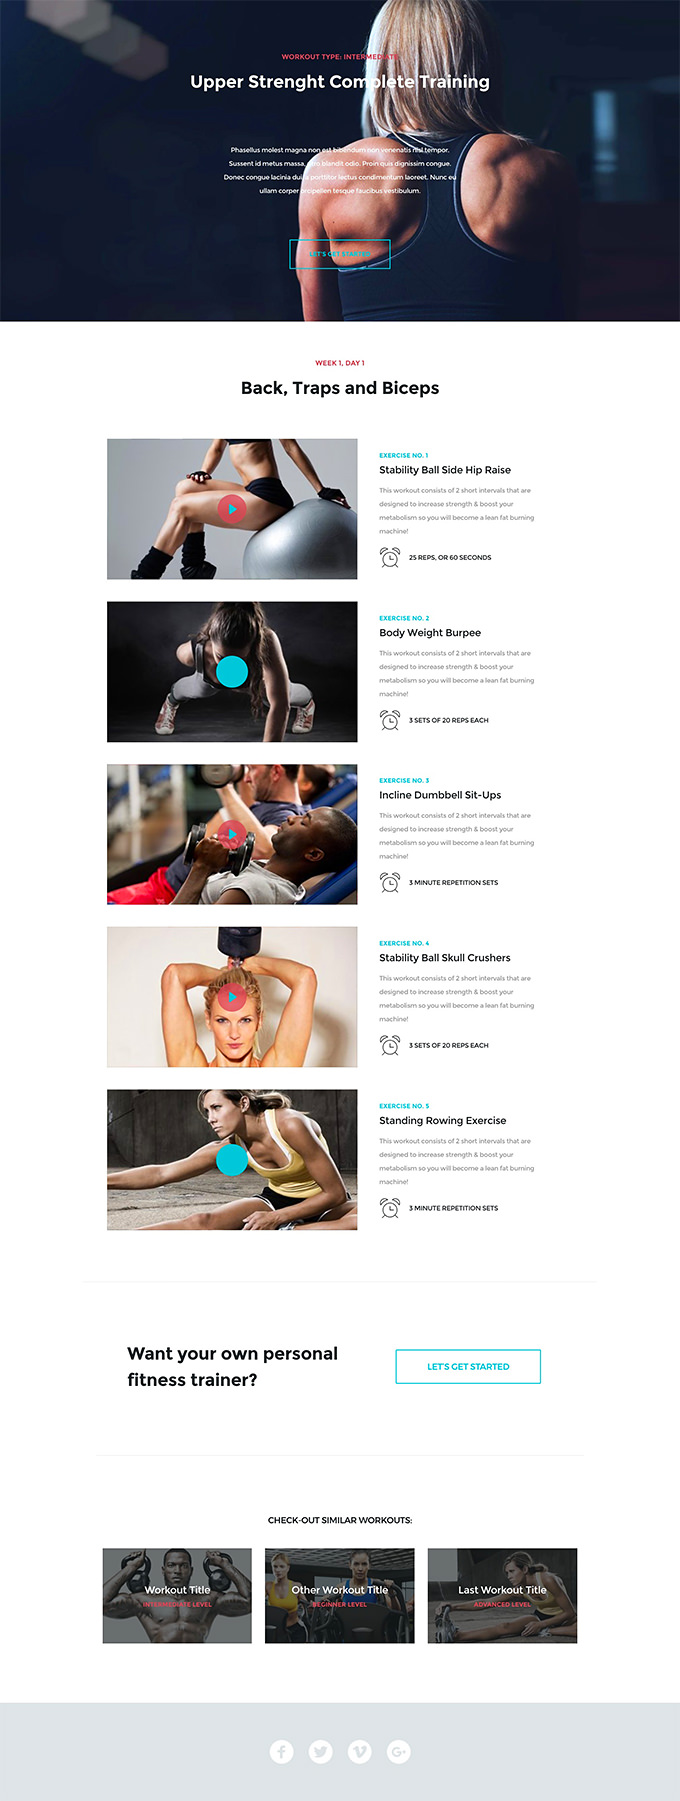 WORKOUT TYPE: INTERMEDIATE
Upper Strenght Complete Training
Phasellus molest magna non est bibendum non venenatis nisl tempor.
Sussent id metus massa, blandit odio. Proin quis dignissim congue.
Donec congue lacinia dui, a porttitor lectus condimentum laoreet. Nunc eu
ullam corper tesque faucibus vestibulum.
LET'S GET STARTED
WEEK 1, DAY 1
Back, Traps and Biceps
EXERCISE NO. 1
Stability Ball Side Hip Raise
This workout consists of 2 short intervals that are
designed to increase strength & boost your
metabolism so you will become a lean fat burning
machine!
25 REPS, OR 60 SECONDS
EXERCISE NO. 2
Body Weight Burpee
This workout consists of 2 short intervals that are
designed to increase strength & boost your
metabolism so you will become a lean fat burning
machine!
3 SETS OF 20 REPS EACH
EXERCISE NO. 3
Incline Dumbbell Sit-Ups
This workout consists of 2 short intervals that are
designed to increase strength & boost your
metabolism so you will become a lean fat burning
machine!
3 MINUTE REPETITION SETS
EXERCISE NO. 4
Stability Ball Skull Crushers
This workout consists of 2 short intervals that are
designed to increase strength & boost your
metabolism so you will become a lean fat burning
machine!
3 SETS OF 20 REPS EACH
EXERCISE NO. 5
Standing Rowing Exercise
This workout consists of 2 short intervals that are
designed to increase strength & boost your
metabolism so you will become a lean fat burning
machine!
3 MINUTE REPETITION SETS
Want your own personal
fitness trainer?
LET'S GET STARTED
CHECK-OUT SIMILAR WORKOUTS:
Workout Title
INTERMEDIATE LEVEL
Other Workout Title
BEGINNER LEVEL
Last Workout Title
ADVANCED LEVEL